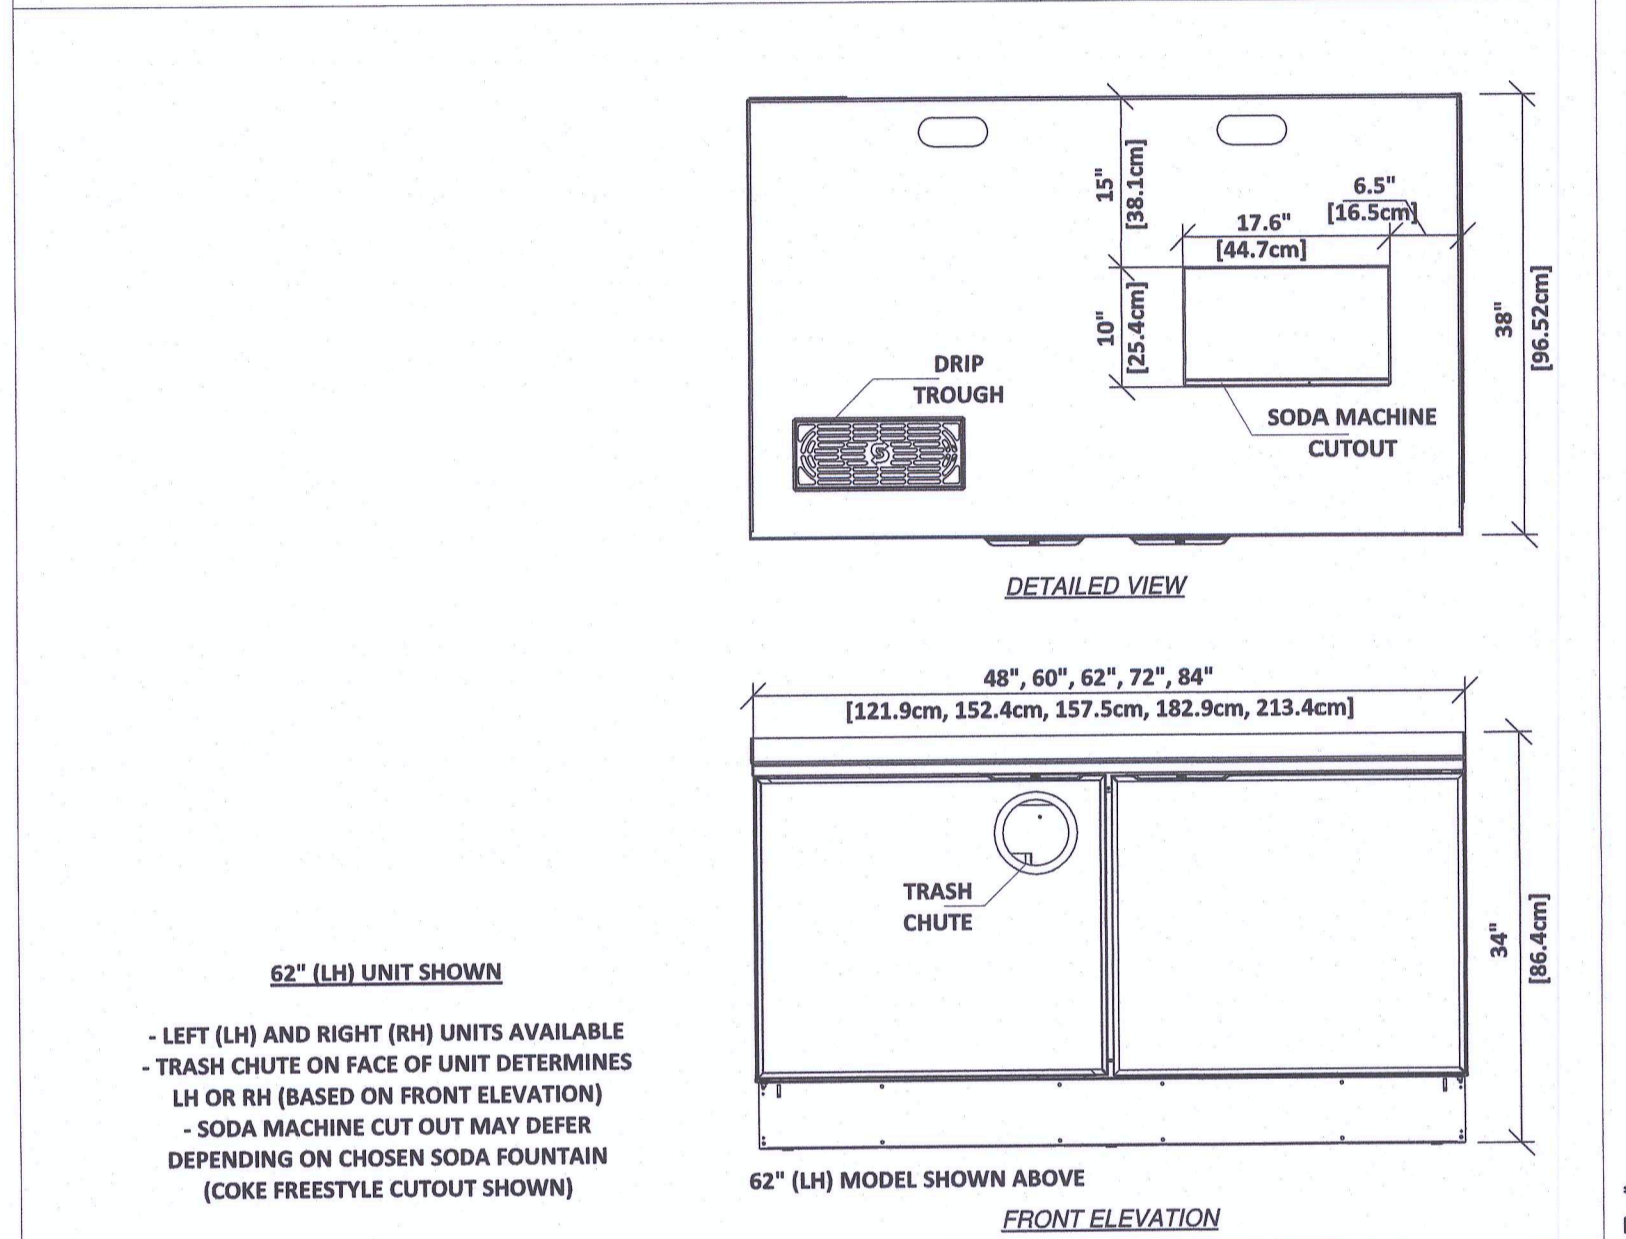 15"
[38.1cm]
6.5"
[16.5cm]
17.6"
[44.7cm]
10"
[25.4cm]
38"
[96.52cm]
DRIP
TROUGH
S
SODA MACHINE
CUTOUT
DETAILED VIEW
48", 60", 62", 72", 84"
[121.9cm, 152.4cm, 157.5cm, 182.9cm, 213.4cm]
TRASH
CHUTE
34"
[86.4cm]
62" (LH) UNIT SHOWN
- LEFT (LH) AND RIGHT (RH) UNITS AVAILABLE
- TRASH CHUTE ON FACE OF UNIT DETERMINES
LH OR RH (BASED ON FRONT ELEVATION)
- SODA MACHINE CUT OUT MAY DEFER
DEPENDING ON CHOSEN SODA FOUNTAIN
(COKE FREESTYLE CUTOUT SHOWN)
62" (LH) MODEL SHOWN ABOVE
FRONT ELEVATION